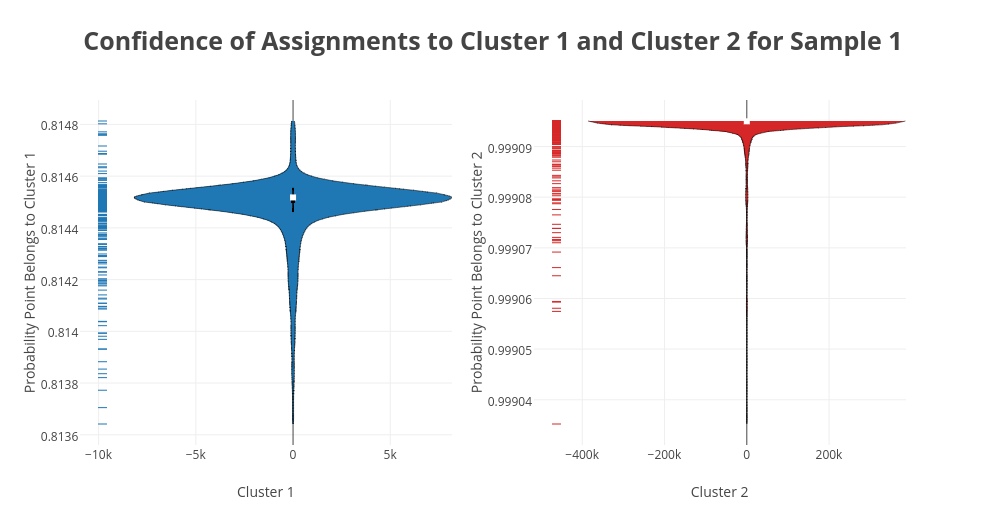 Confidence of Assignments to Cluster 1 and Cluster 2 for Sample 1
Probability Point Belongs to Cluster 1
0.8148
0.8146
0.8144
0.8142
0.814
0.8138
0.8136
−10k
−5k
0
5k
Cluster 1
Probability Point Belongs to Cluster 2
0.99909
0.99908
0.99907
0.99906
0.99905
0.99904
−400k
−200k
0
200k
Cluster 2